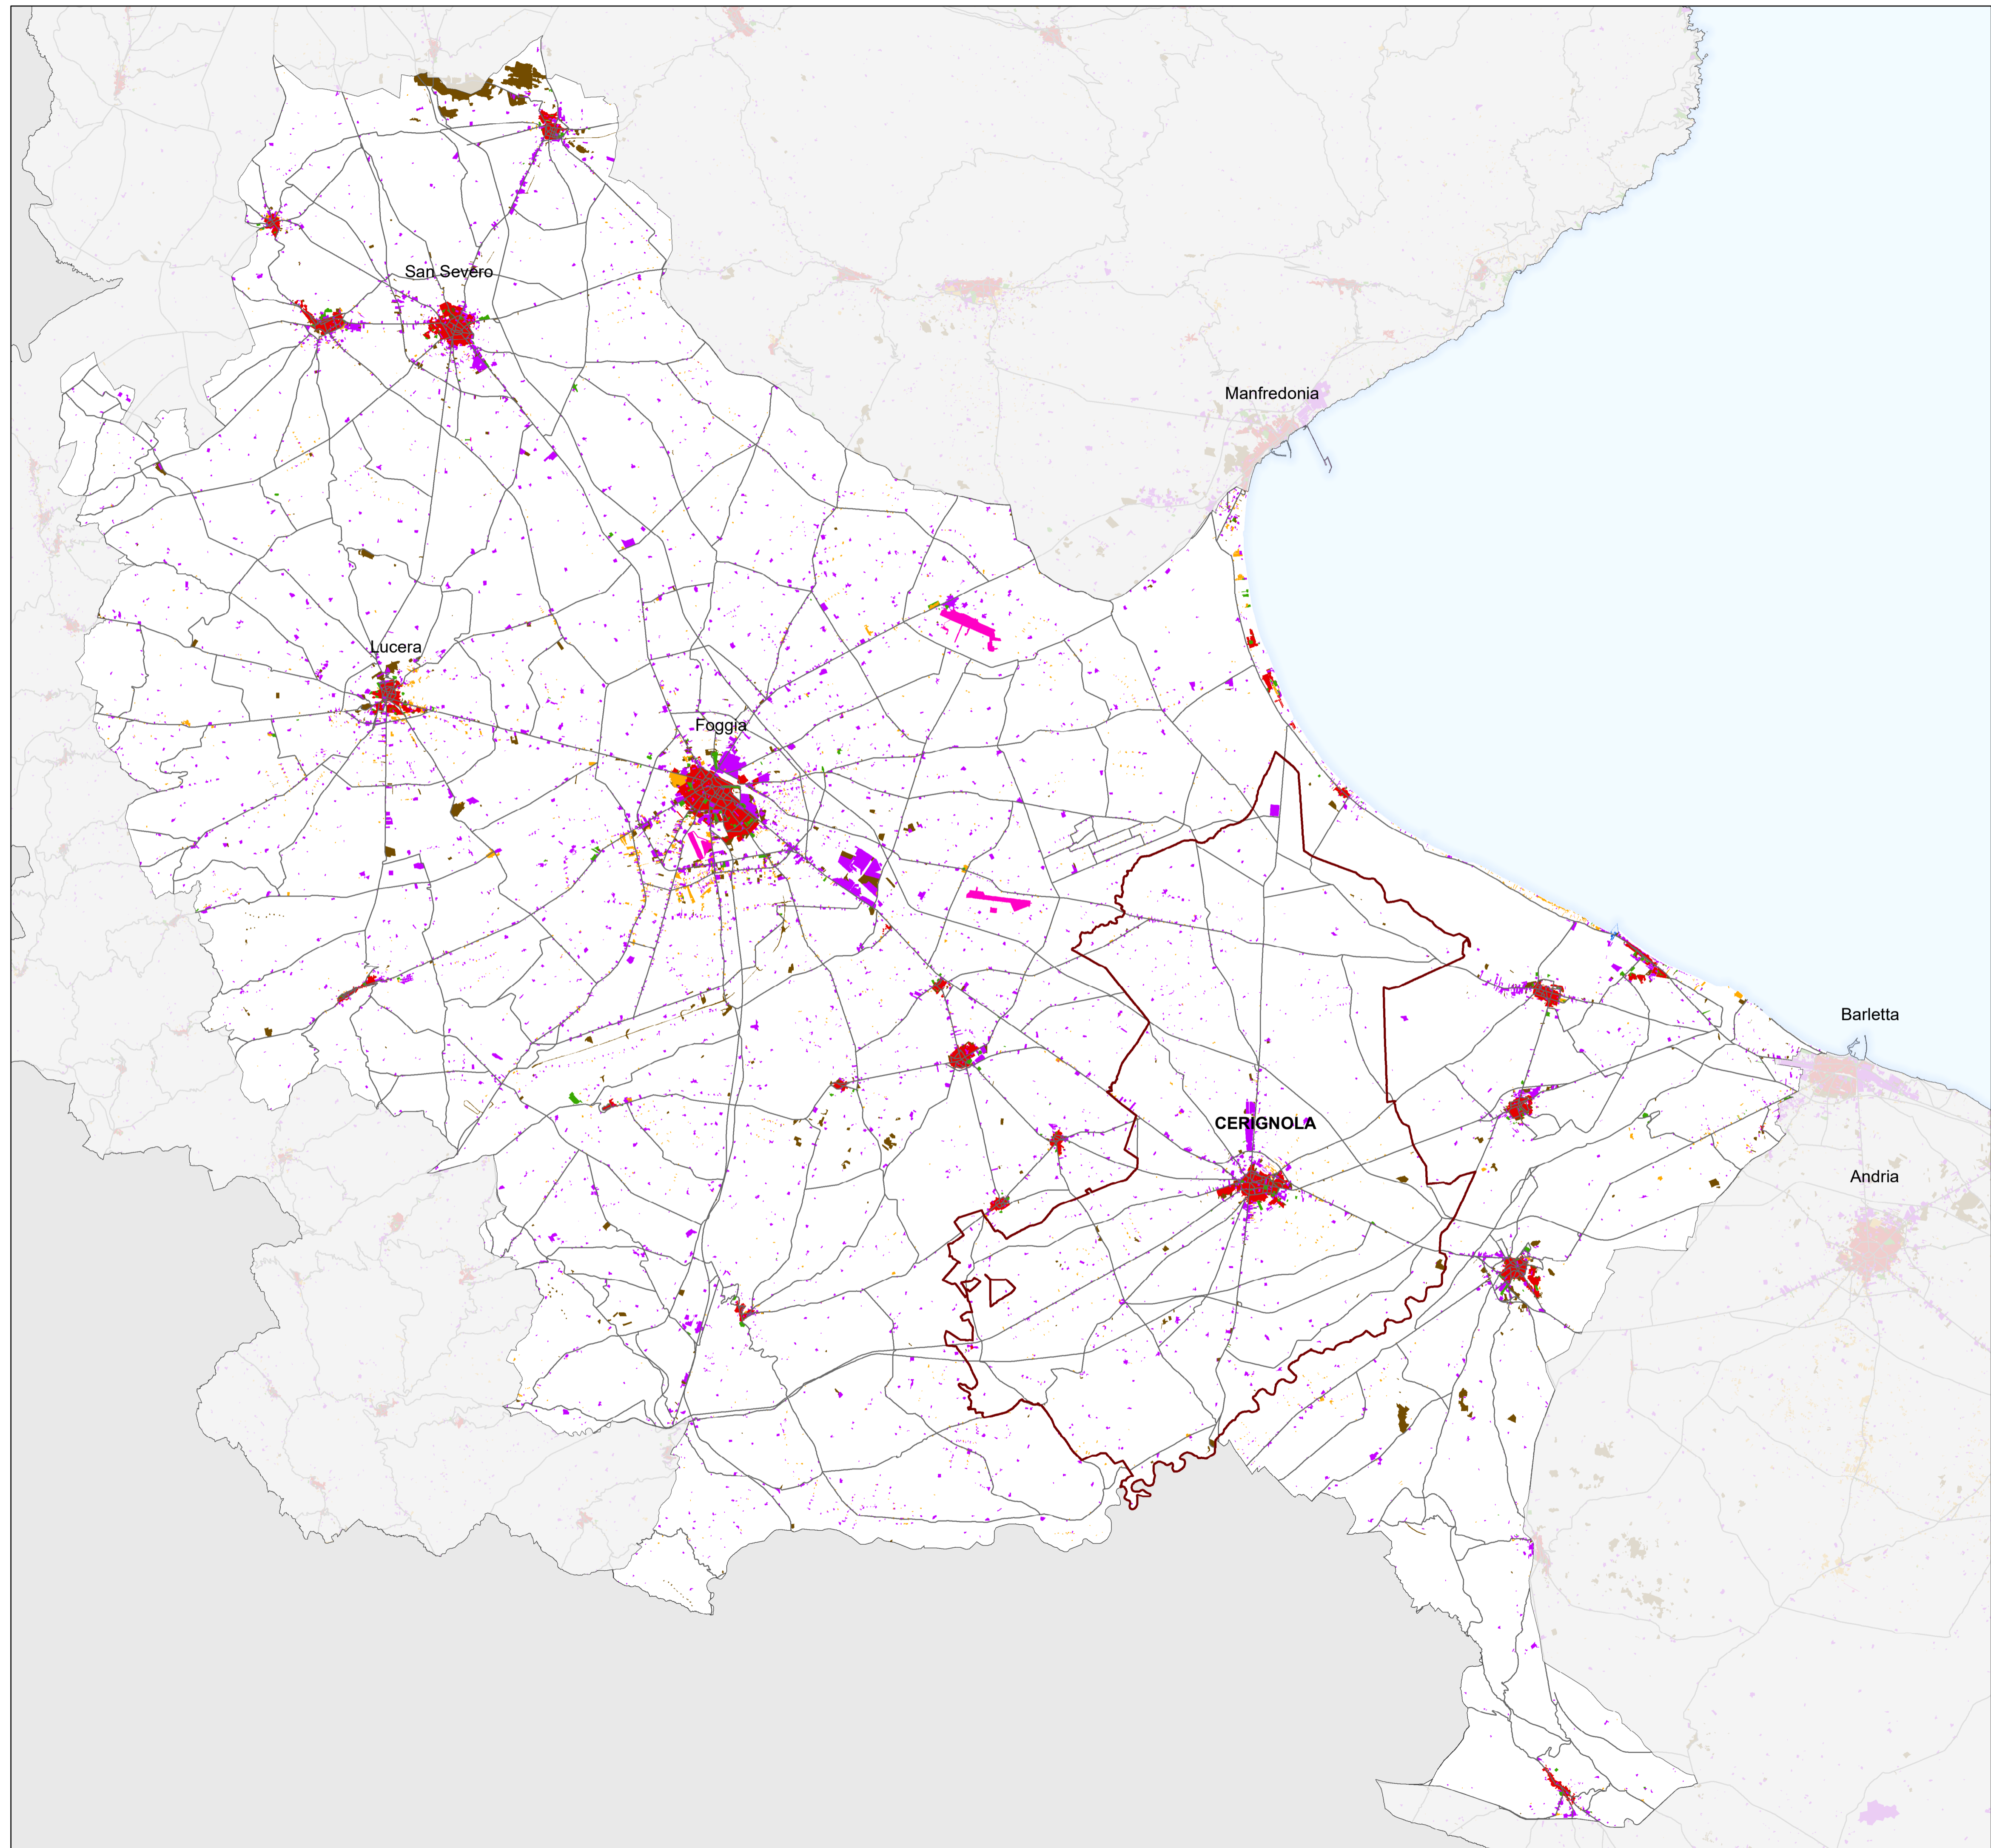 San Severo
Manfredonia
Lucera
Foggia
Barletta
CERIGNOLA
Andria